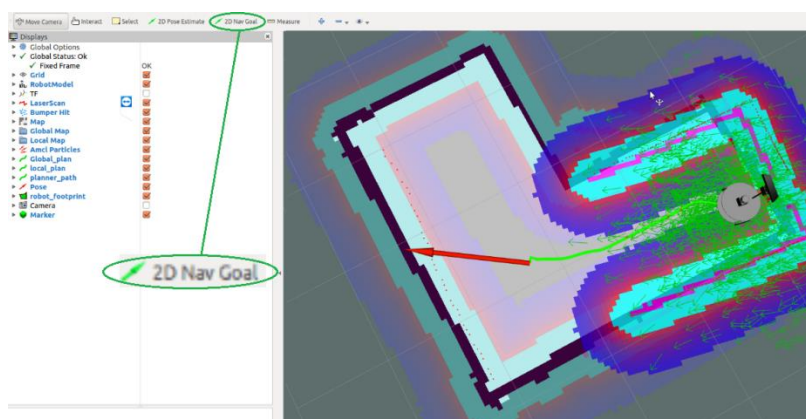 Move Camera Interact Select 2D Pose Estimate 2D Nav Goal Measure
Displays
Global Options
Global Status: Ok
Fixed Frame OK
Grid
RobotModel
TF
LaserScan
Bumper Hit
Map
Global Map
Local Map
Amcl Particles
Global_plan
local_plan
planner_path
Pose
robot_footprint
Camera
Marker
2D Nav Goal